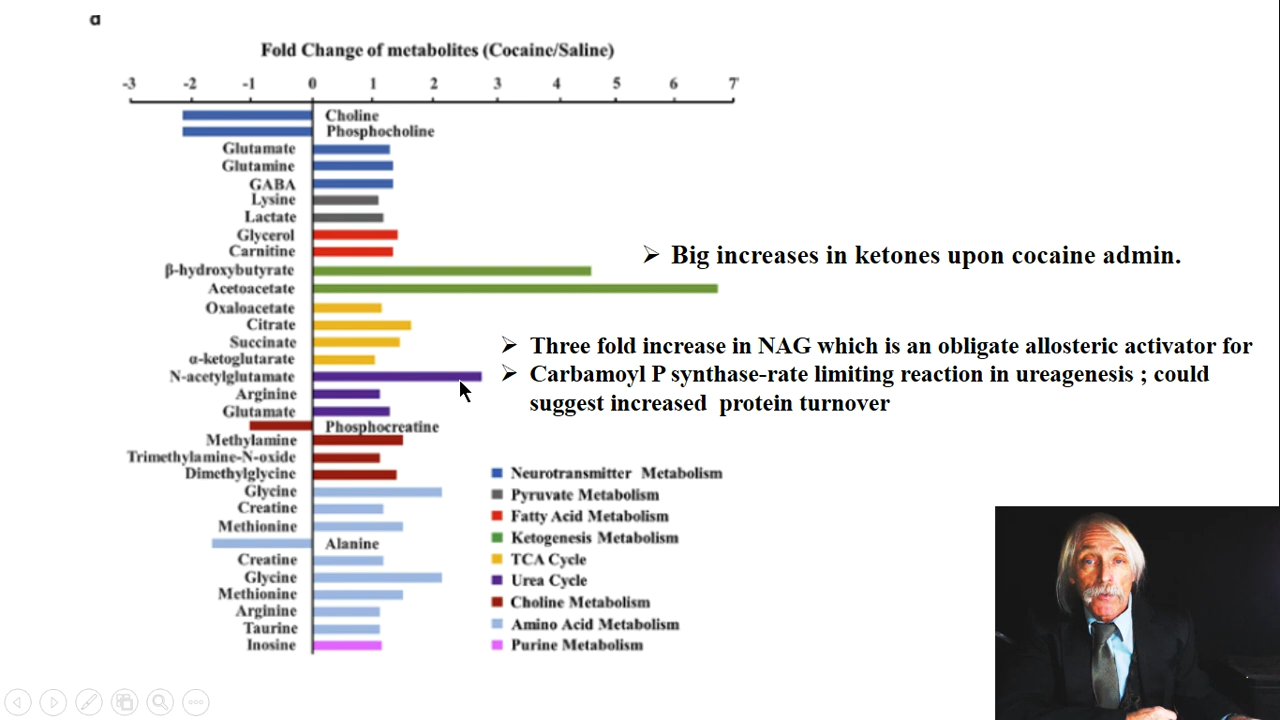 a
Fold Change of metabolites (Cocaine/Saline)
-3 -2 -1 0 1 2 3 4 5 6 7
Choline
Phosphocholine
Glutamate
Glutamine
GABA
Lysine
Lactate
Glycerol
Carnitine
β-hydroxybutyrate
Acetoacetate
Oxaloacetate
Citrate
Succinate
α-ketoglutarate
N-acetylglutamate
Arginine
Glutamate
Phosphocreatine
Methylamine
Trimethylamine-N-oxide
Dimethylglycine
Glycine
Creatine
Methionine
Alanine
Creatine
Glycine
Methionine
Arginine
Taurine
Inosine
➢ Big increases in ketones upon cocaine admin.
➢ Three fold increase in NAG which is an obligate allosteric activator for
➢ Carbamoyl P synthase-rate limiting reaction in ureagenesis ; could
suggest increased protein turnover
Neurotransmitter Metabolism
Pyruvate Metabolism
Fatty Acid Metabolism
Ketogenesis Metabolism
TCA Cycle
Urea Cycle
Choline Metabolism
Amino Acid Metabolism
Purine Metabolism